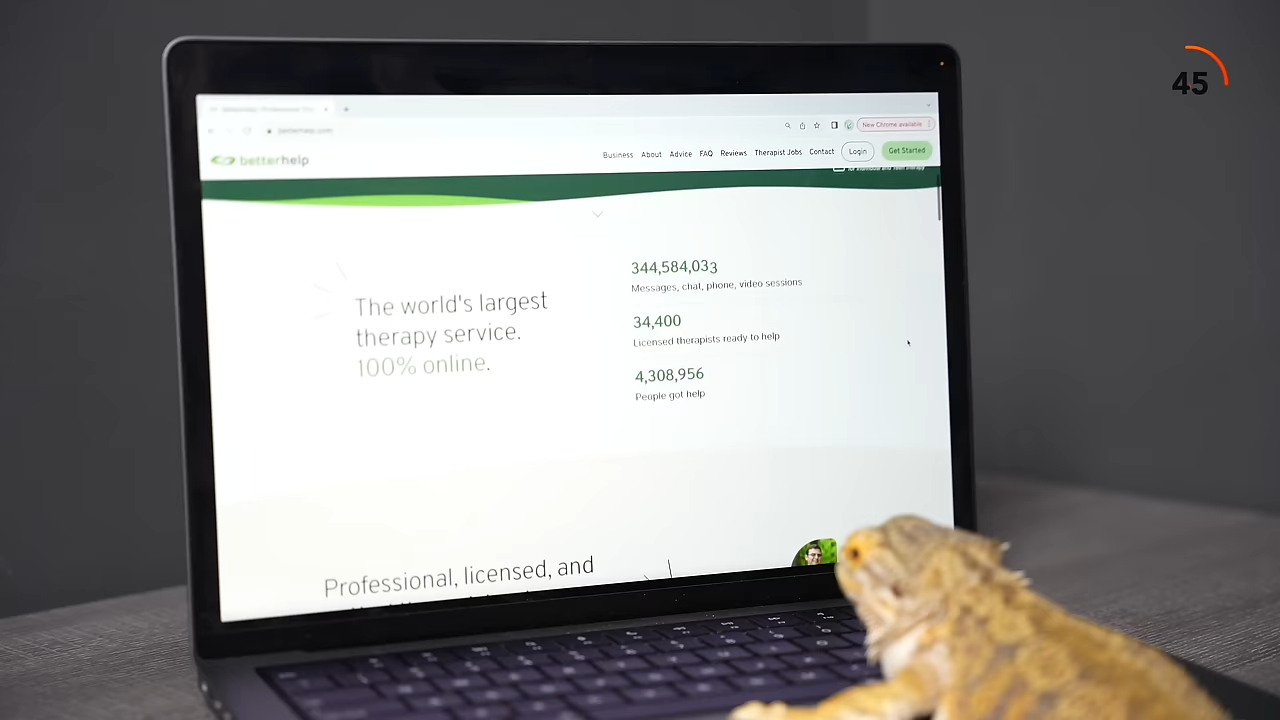 45
betterhelp.com
New Chrome available
betterhelp
Business About Advice FAQ Reviews Therapist Jobs Contact Login Get Started
344,584,033
Messages, chat, phone, video sessions
The world's largest
therapy service.
100% online.
34,400
Licensed therapists ready to help
4,308,956
People got help
Professional, licensed, and